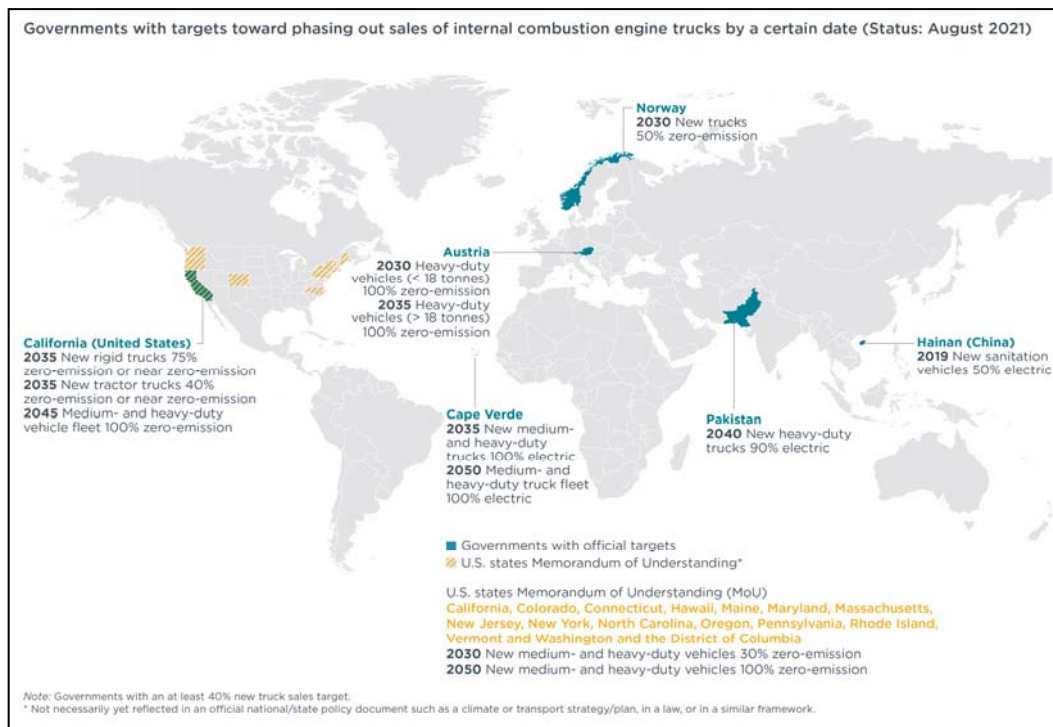 Governments with targets toward phasing out sales of internal combustion engine trucks by a certain date (Status: August 2021)
Norway
2030 New trucks
50% zero-emission
Austria
2030 Heavy-duty
vehicles (< 18 tonnes)
100% zero-emission
2035 Heavy-duty
vehicles (> 18 tonnes)
100% zero-emission
California (United States)
2035 New rigid trucks 75%
zero-emission or near zero-emission
2035 New tractor trucks 40%
zero-emission or near zero-emission
2045 Medium- and heavy-duty
vehicle fleet 100% zero-emission
Cape Verde
2035 New medium-
and heavy-duty
trucks 100% electric
2050 Medium- and
heavy-duty truck fleet
100% electric
Pakistan
2040 New heavy-duty
trucks 90% electric
Hainan (China)
2019 New sanitation
vehicles 50% electric
Governments with official targets
U.S. states Memorandum of Understanding*
U.S. states Memorandum of Understanding (MoU)
California, Colorado, Connecticut, Hawaii, Maine, Maryland, Massachusetts,
New Jersey, New York, North Carolina, Oregon, Pennsylvania, Rhode Island,
Vermont and Washington and the District of Columbia
2030 New medium- and heavy-duty vehicles 30% zero-emission
2050 New medium- and heavy-duty vehicles 100% zero-emission
Note: Governments with an at least 40% new truck sales target.
* Not necessarily yet reflected in an official national/state policy document such as a climate or transport strategy/plan, in a law, or in a similar framework.